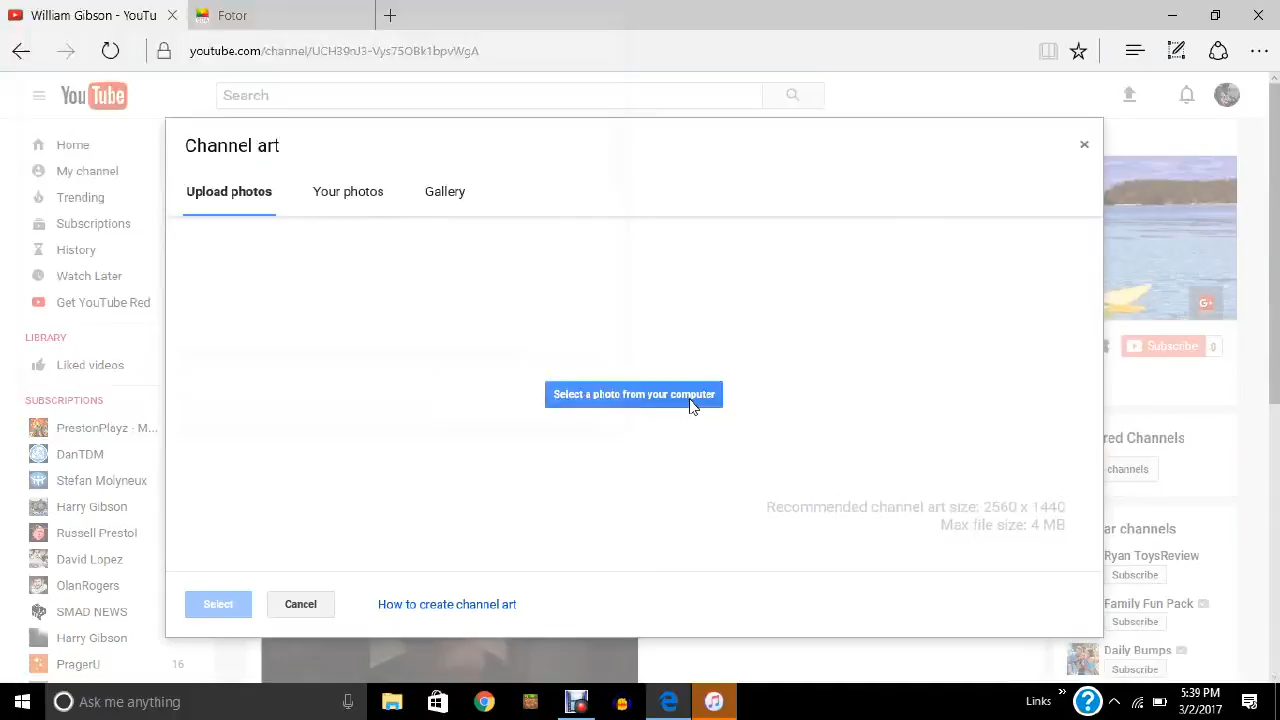 William Gibson - YouTu
Fotor
youtube.com/channel/UCH39nJ3-Vys75OBk1bpvWgA
YouTube
Search
Channel art
Upload photos
Your photos
Gallery
Home
My channel
Trending
Subscriptions
History
Watch Later
Get YouTube Red
LIBRARY
Liked videos
SUBSCRIPTIONS
PrestonPlayz - M...
DanTDM
Stefan Molyneux
Harry Gibson
Russell Prestol
David Lopez
OlanRogers
SMAD NEWS
Harry Gibson
PragerU 16
Select a photo from your computer
Recommended channel art size: 2560 x 1440
Max file size: 4 MB
Select
Cancel
How to create channel art
G+
Subscribe 0
red Channels
channels
ar channels
Ryan ToysReview
Subscribe
Family Fun Pack
Subscribe
Daily Bumps
Subscribe
Ask me anything
Links
5:39 PM
3/2/2017